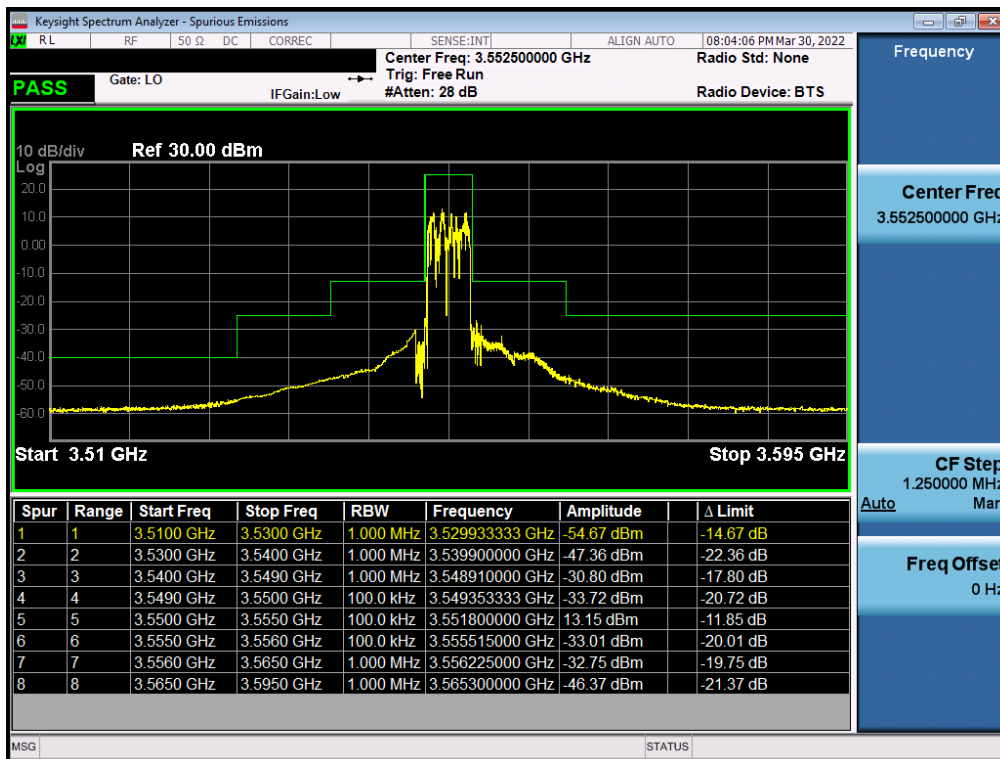 Keysight Spectrum Analyzer - Spurious Emissions
LXI RL RF 50 Ω DC CORREC SENSE:INT ALIGN AUTO 08:04:06 PM Mar 30, 2022
Frequency
Center Freq: 3.552500000 GHz Radio Std: None
PASS Gate: LO Trig: Free Run
IFGain:Low #Atten: 28 dB Radio Device: BTS
10 dB/div Ref 30.00 dBm
Log
20.0
10.0
0.00
-10.0
-20.0
-30.0
-40.0
-50.0
-60.0
Start 3.51 GHz Stop 3.595 GHz
Center Freq
3.552500000 GHz
CF Step
1.250000 MHz
Auto Man
Freq Offset
0 Hz
Spur Range Start Freq Stop Freq RBW Frequency Amplitude Δ Limit
1 1 3.5100 GHz 3.5300 GHz 1.000 MHz 3.529933333 GHz -54.67 dBm -14.67 dB
2 2 3.5300 GHz 3.5400 GHz 1.000 MHz 3.539900000 GHz -47.36 dBm -22.36 dB
3 3 3.5400 GHz 3.5490 GHz 1.000 MHz 3.548910000 GHz -30.80 dBm -17.80 dB
4 4 3.5490 GHz 3.5500 GHz 100.0 kHz 3.549353333 GHz -33.72 dBm -20.72 dB
5 5 3.5500 GHz 3.5550 GHz 100.0 kHz 3.551800000 GHz 13.15 dBm -11.85 dB
6 6 3.5550 GHz 3.5560 GHz 100.0 kHz 3.555515000 GHz -33.01 dBm -20.01 dB
7 7 3.5560 GHz 3.5650 GHz 1.000 MHz 3.556225000 GHz -32.75 dBm -19.75 dB
8 8 3.5650 GHz 3.5950 GHz 1.000 MHz 3.565300000 GHz -46.37 dBm -21.37 dB
MSG STATUS